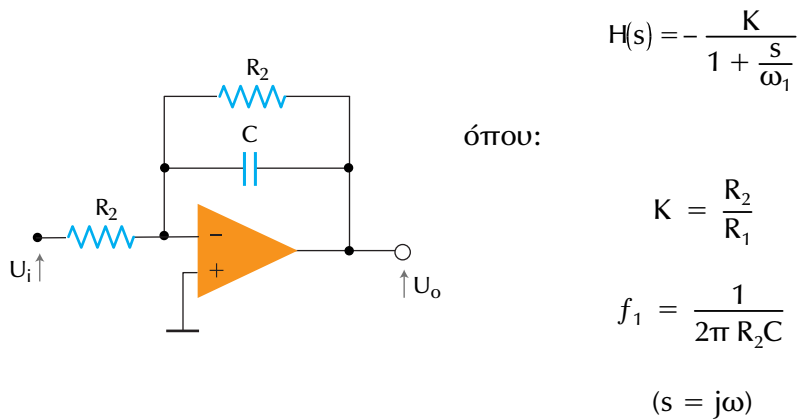 R₂
C
R₂
−
+
Uᵢ
Uₒ
H(s) = − K / (1 + s/ω₁)
όπου:
K = R₂ / R₁
f₁ = 1 / (2π R₂C)
(s = jω)